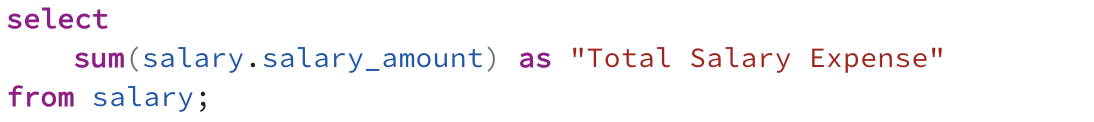 select
    sum(salary.salary_amount) as "Total Salary Expense"
from salary;